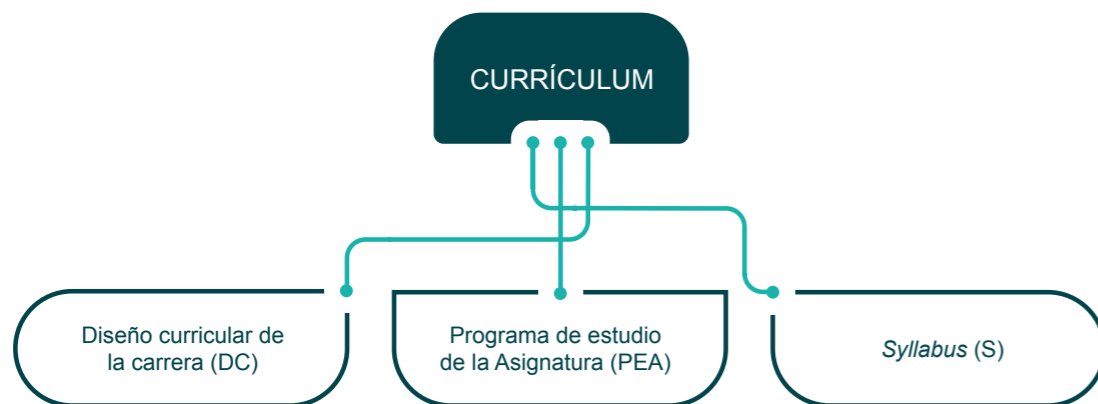 CURRÍCULUM
Diseño curricular de
la carrera (DC)
Programa de estudio
de la Asignatura (PEA)
Syllabus (S)